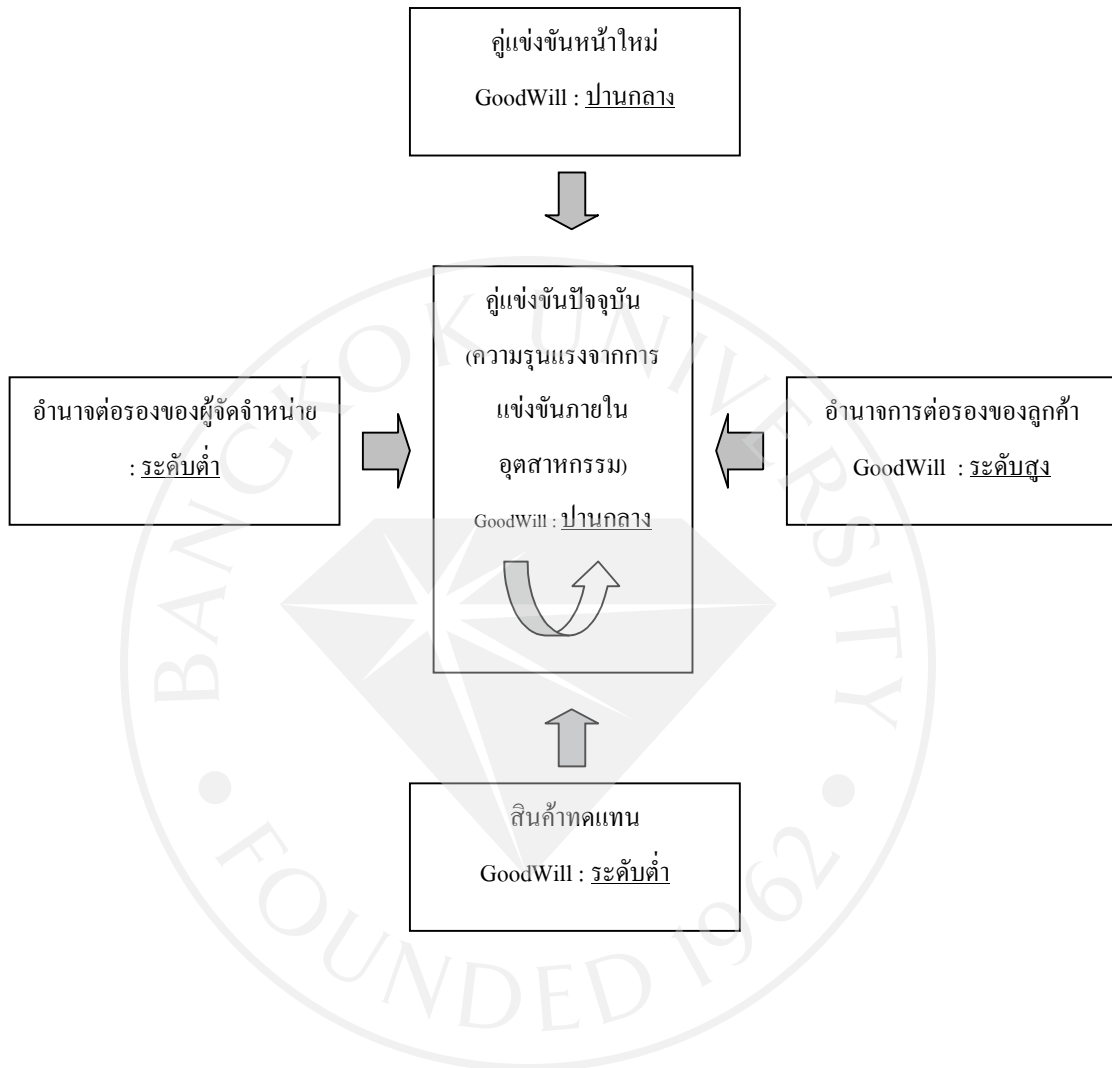 คู่แข่งขันหน้าใหม่
GoodWill : ปานกลาง
คู่แข่งขันปัจจุบัน
(ความรุนแรงจากการ
แข่งขันภายใน
อุตสาหกรรม)
GoodWill : ปานกลาง
อำนาจต่อรองของผู้จัดจำหน่าย
: ระดับต่ำ
อำนาจการต่อรองของลูกค้า
GoodWill : ระดับสูง
สินค้าทดแทน
GoodWill : ระดับต่ำ
BANGKOK UNIVERSITY
FOUNDED 1962